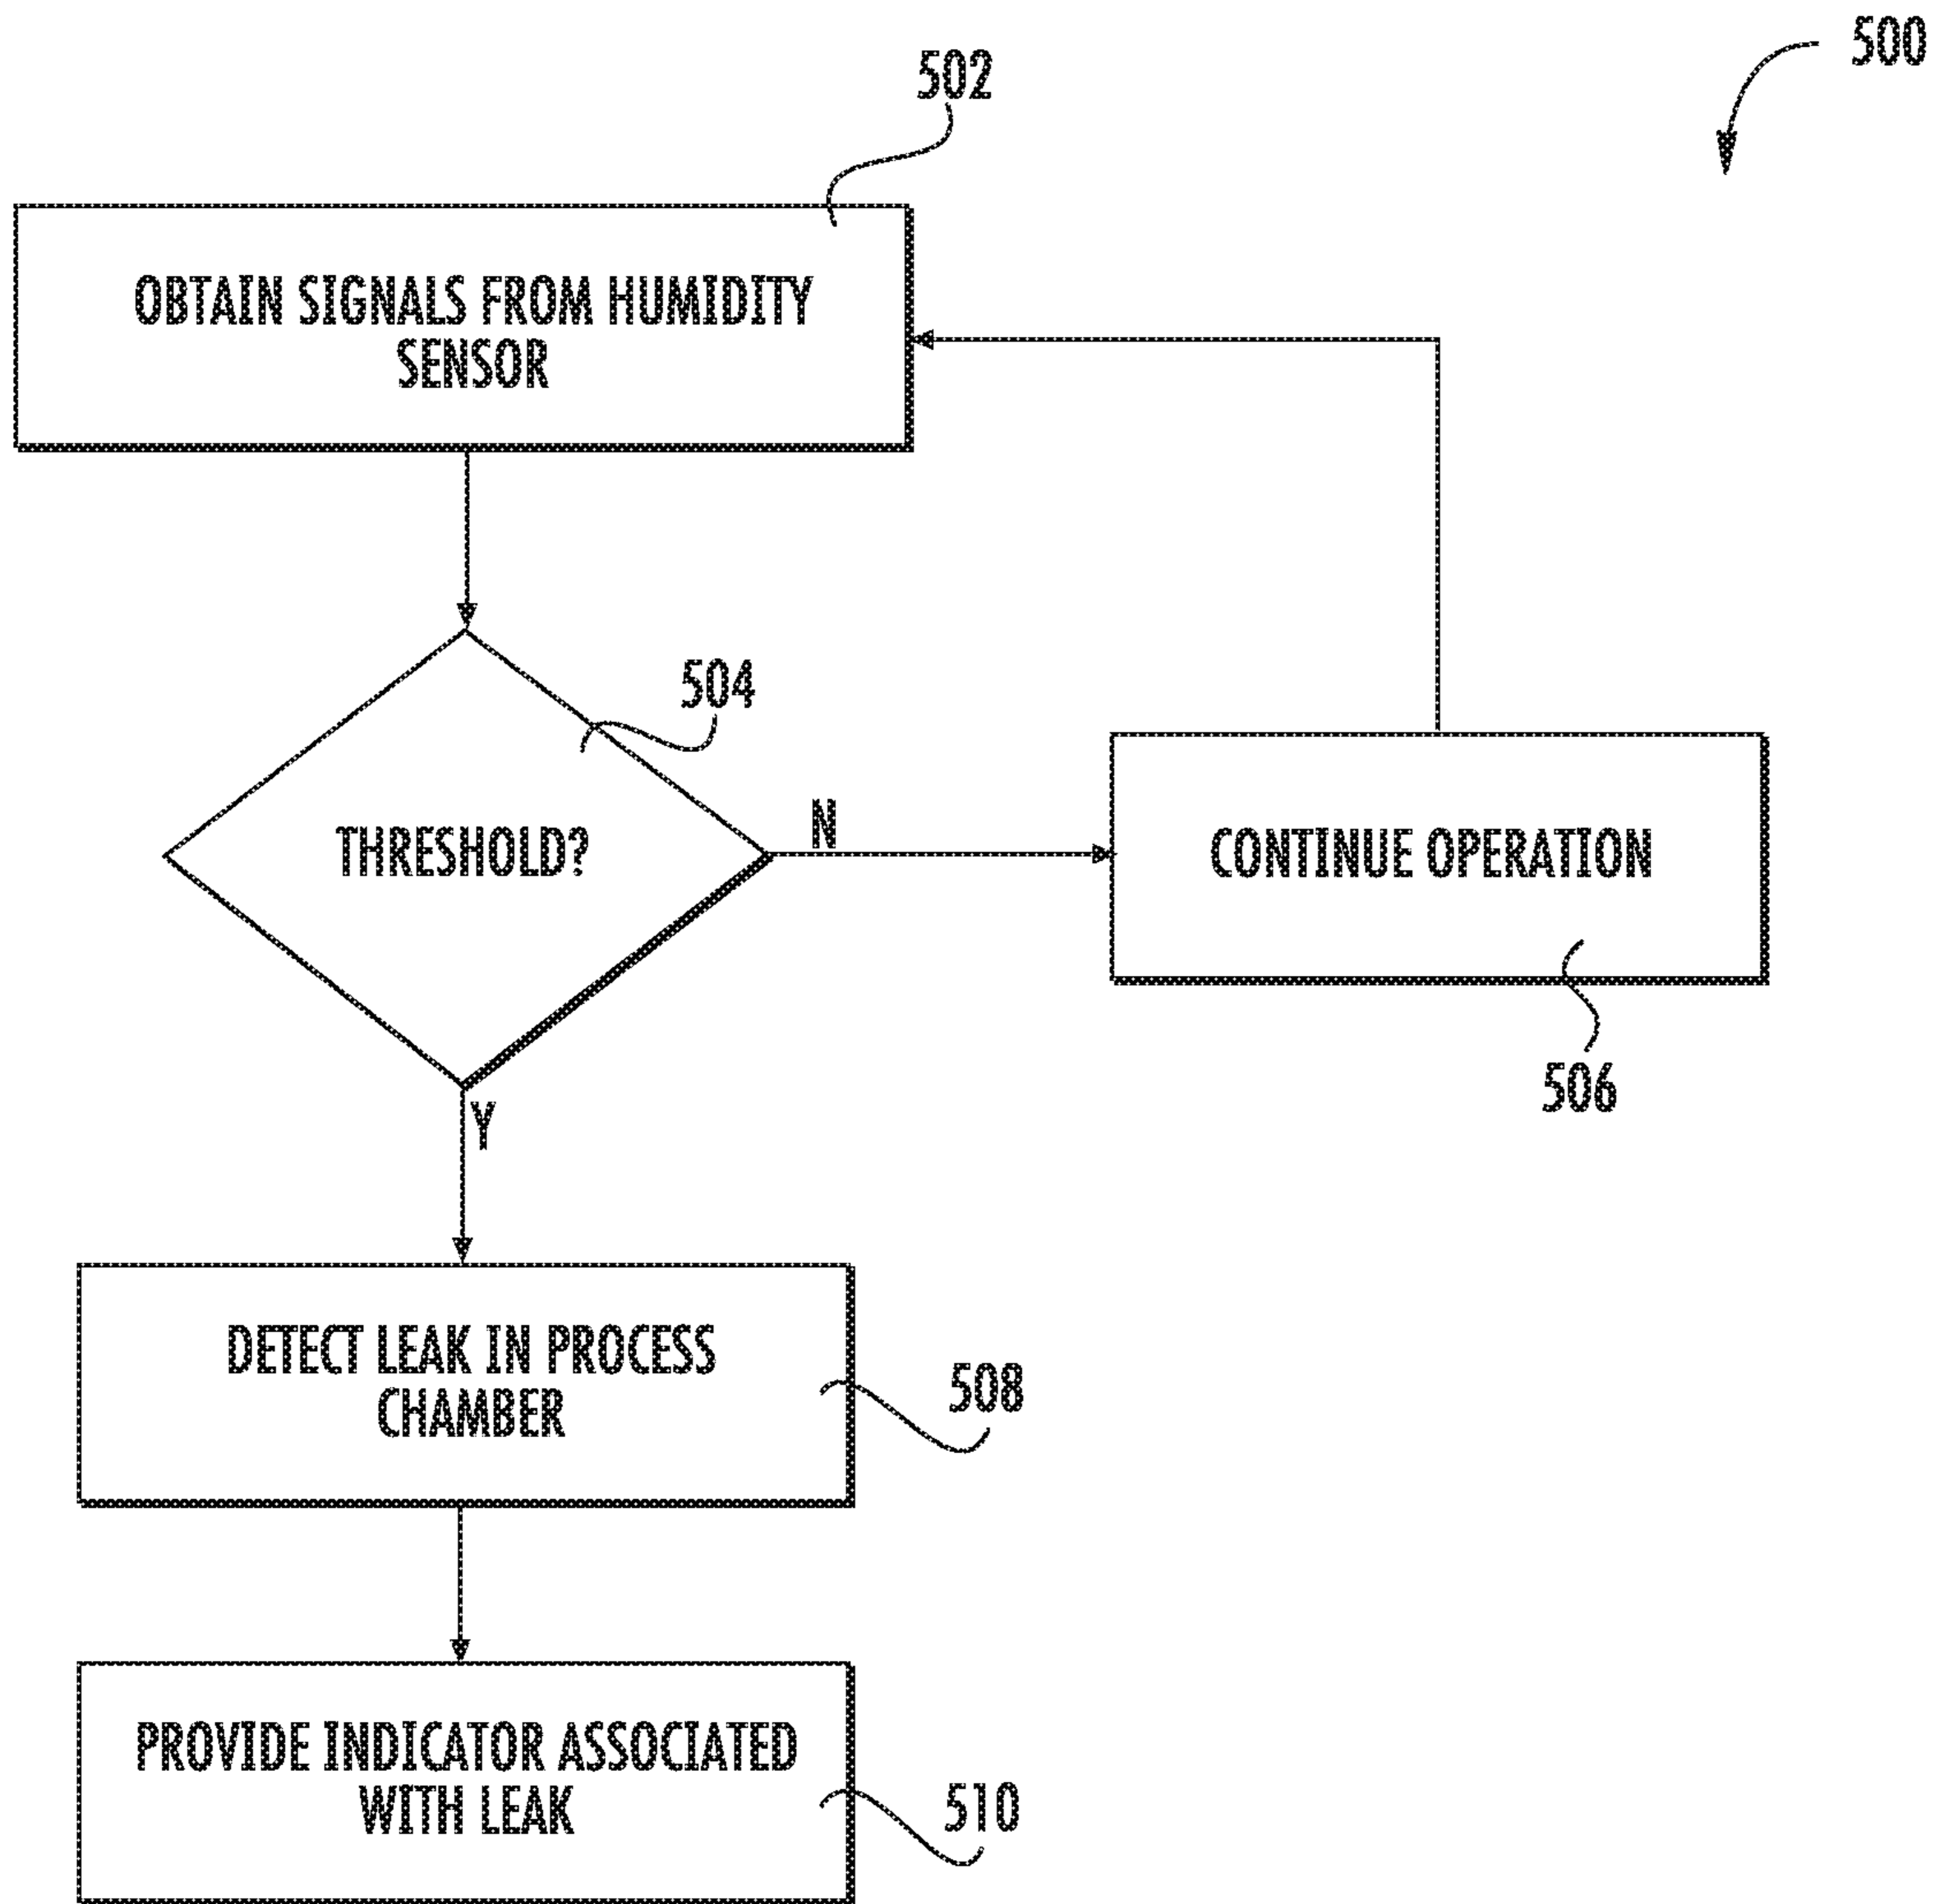 500
502
OBTAIN SIGNALS FROM HUMIDITY
SENSOR
504
THRESHOLD?
N
CONTINUE OPERATION
506
Y
DETECT LEAK IN PROCESS
CHAMBER
508
PROVIDE INDICATOR ASSOCIATED
WITH LEAK
510